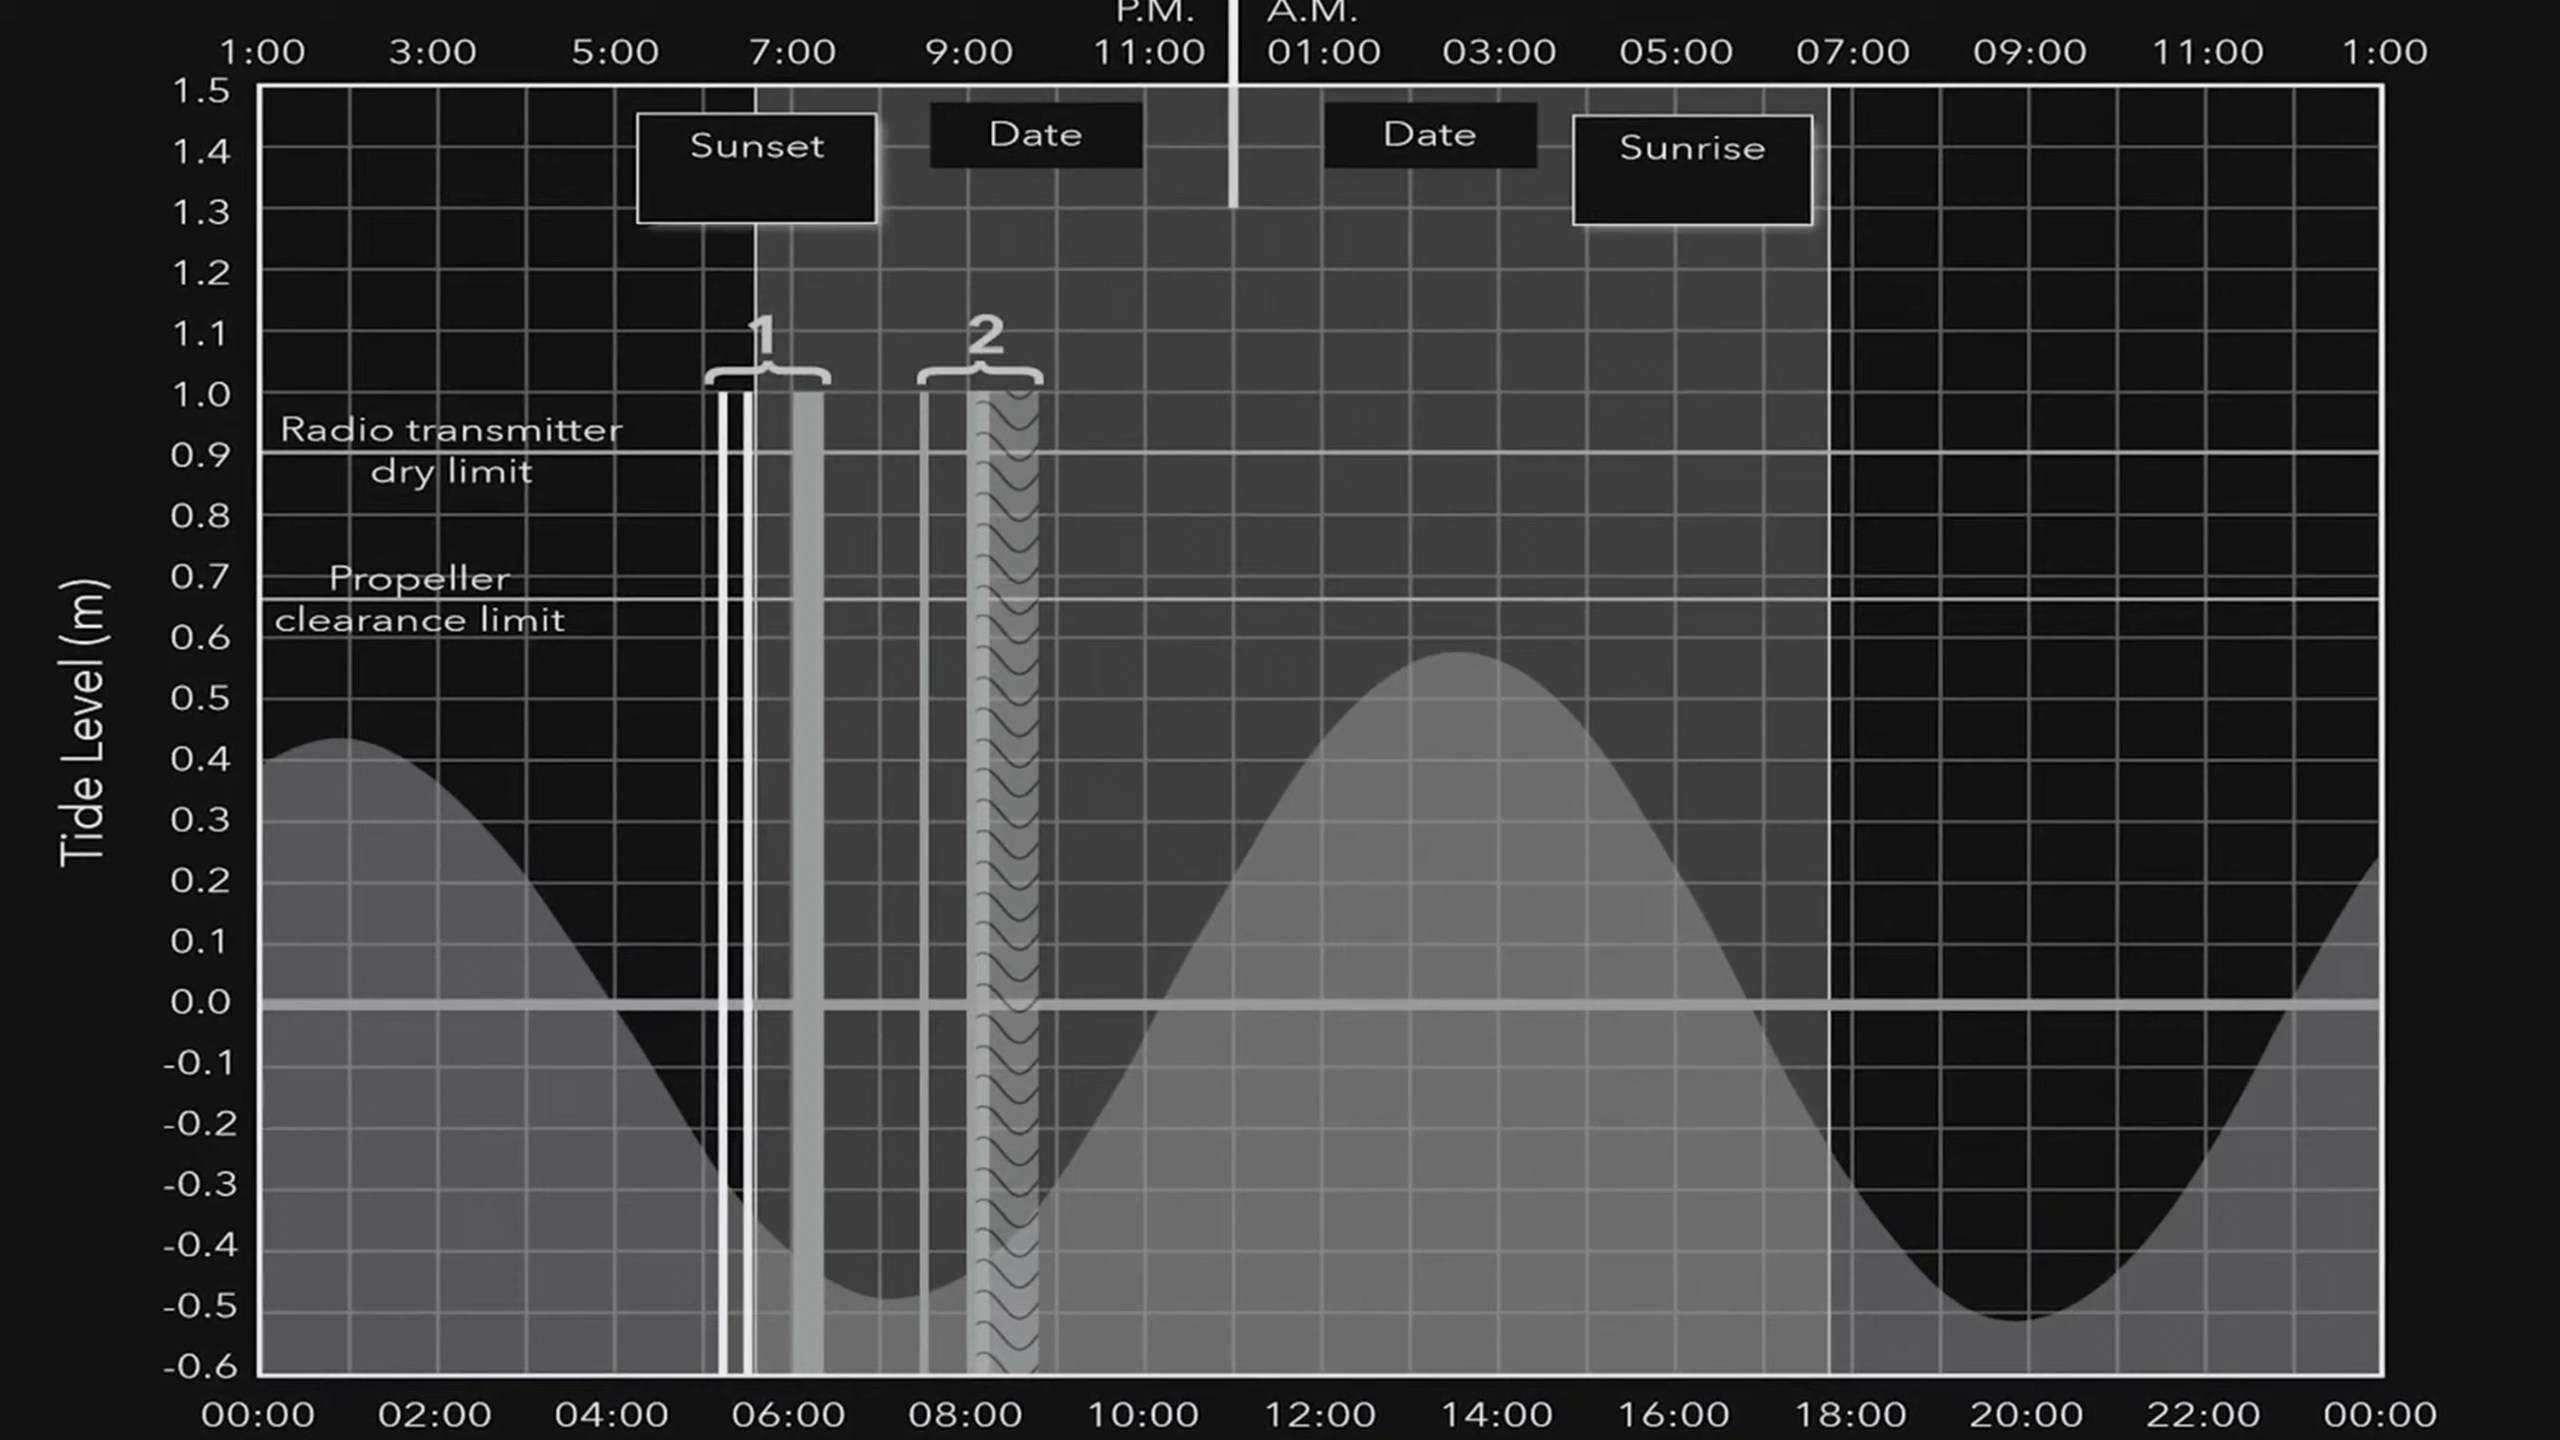 P.M. A.M.
1:00 3:00 5:00 7:00 9:00 11:00 01:00 03:00 05:00 07:00 09:00 11:00 1:00
1.5
Sunset Date Date Sunrise
1.4
1.3
1.2
1.1
1 2
1.0
Radio transmitter
0.9
dry limit
0.8
0.7
Propeller
clearance limit
0.6
Tide Level (m)
0.5
0.4
0.3
0.2
0.1
0.0
-0.1
-0.2
-0.3
-0.4
-0.5
-0.6
00:00 02:00 04:00 06:00 08:00 10:00 12:00 14:00 16:00 18:00 20:00 22:00 00:00